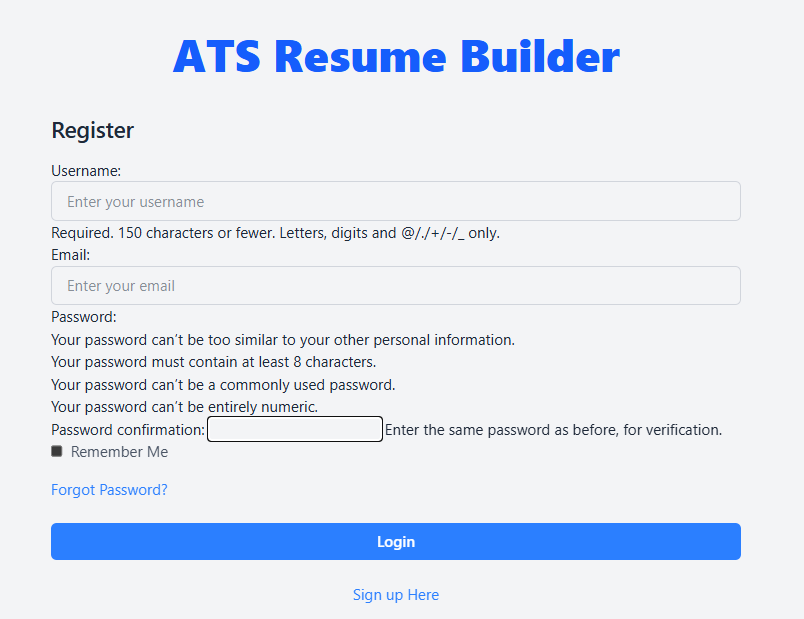 ATS Resume Builder
Register
Username:
Enter your username
Required. 150 characters or fewer. Letters, digits and @/./+/-/_ only.
Email:
Enter your email
Password:
Your password can’t be too similar to your other personal information.
Your password must contain at least 8 characters.
Your password can’t be a commonly used password.
Your password can’t be entirely numeric.
Password confirmation: Enter the same password as before, for verification.
Remember Me
Forgot Password?
Login
Sign up Here